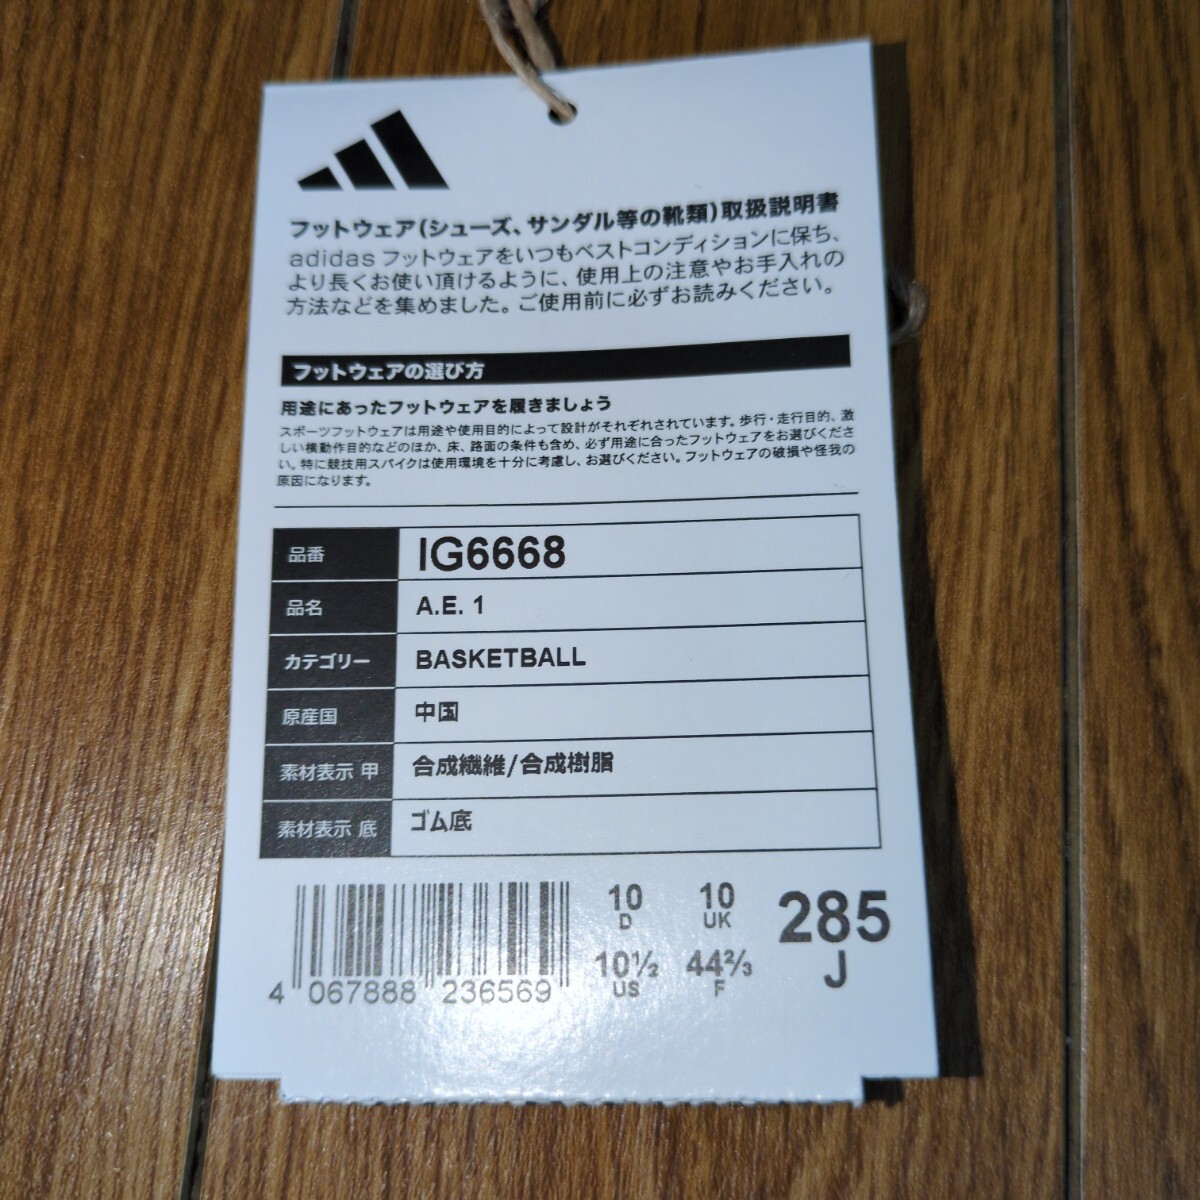 フットウェア(シューズ、サンダル等の靴類)取扱説明書
adidas フットウェアをいつもベストコンディションに保ち、
より長くお使い頂けるように、使用上の注意やお手入れの
方法などを集めました。ご使用前に必ずお読みください。
フットウェアの選び方
用途にあったフットウェアを履きましょう
スポーツフットウェアは用途や使用目的によって設計がそれぞれされています。歩行・走行目的、激
しい横動作目的などのほか、床、路面の条件も含め、必ず用途に合ったフットウェアをお選びくださ
い。特に競技用スパイクは使用環境を十分に考慮し、お選びください。フットウェアの破損や怪我の
原因になります。
品番 IG6668
品名 A.E. 1
カテゴリー BASKETBALL
原産国 中国
素材表示 甲 合成繊維/合成樹脂
素材表示 底 ゴム底
10 10 285
D UK
10½ 44⅔ J
US F
4 067888 236569